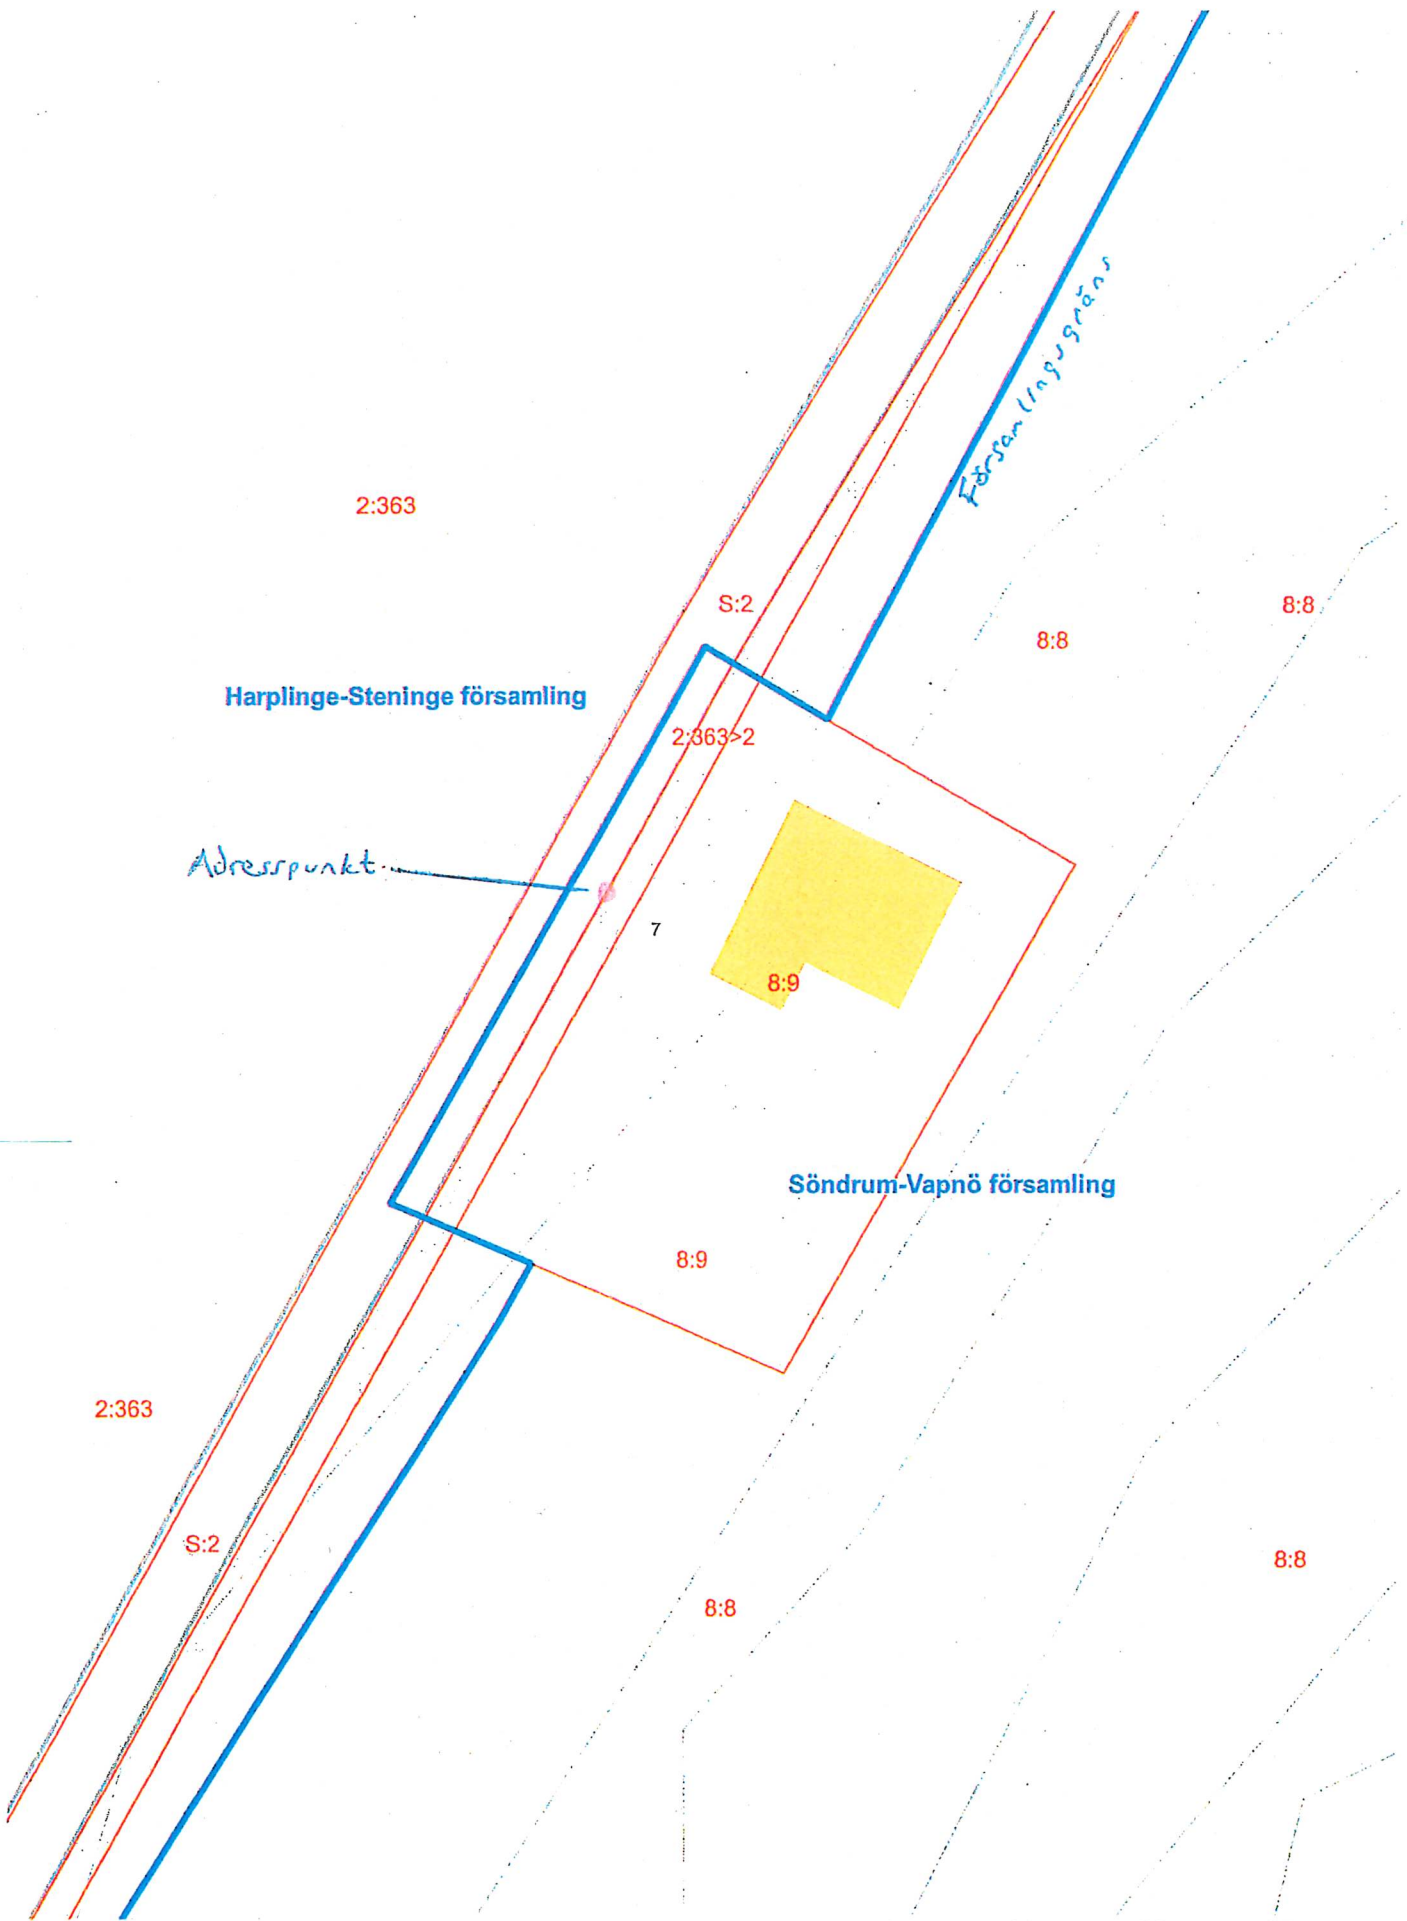 Församlingsgräns
2:363
S:2
8:8
8:8
Harplinge-Steninge församling
2:363>2
Adresspunkt
7
8:9
Söndrum-Vapnö församling
8:9
2:363
S:2
8:8
8:8